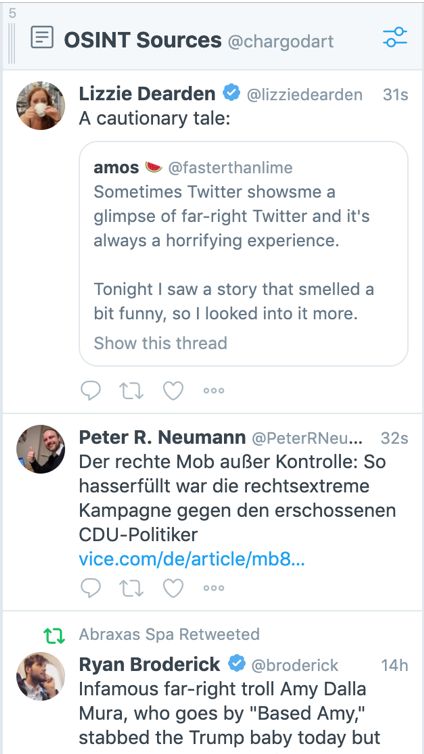 5
OSINT Sources @chargodart
Lizzie Dearden @lizziedearden 31s
A cautionary tale:
amos 🍉 @fasterthanlime
Sometimes Twitter showsme a
glimpse of far-right Twitter and it's
always a horrifying experience.
Tonight I saw a story that smelled a
bit funny, so I looked into it more.
Show this thread
Peter R. Neumann @PeterRNeu... 32s
Der rechte Mob außer Kontrolle: So
hasserfüllt war die rechtsextreme
Kampagne gegen den erschossenen
CDU-Politiker
vice.com/de/article/mb8...
Abraxas Spa Retweeted
Ryan Broderick @broderick 14h
Infamous far-right troll Amy Dalla
Mura, who goes by "Based Amy,"
stabbed the Trump baby today but